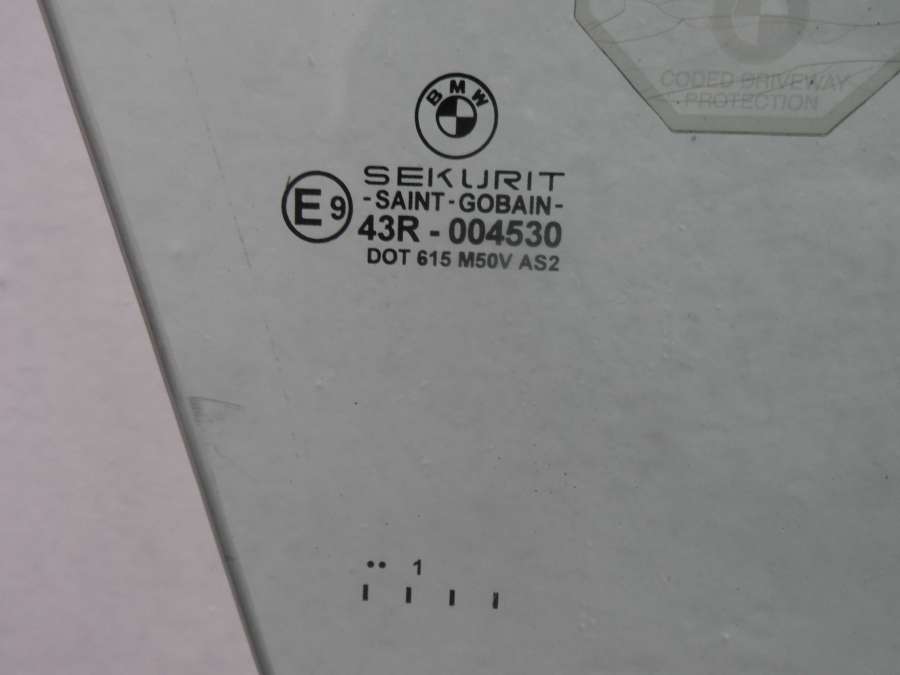 CODED DRIVEWAY
PROTECTION
BMW
SEKURIT
-SAINT-GOBAIN-
E9
43R - 004530
DOT 615 M50V AS2
•• 1